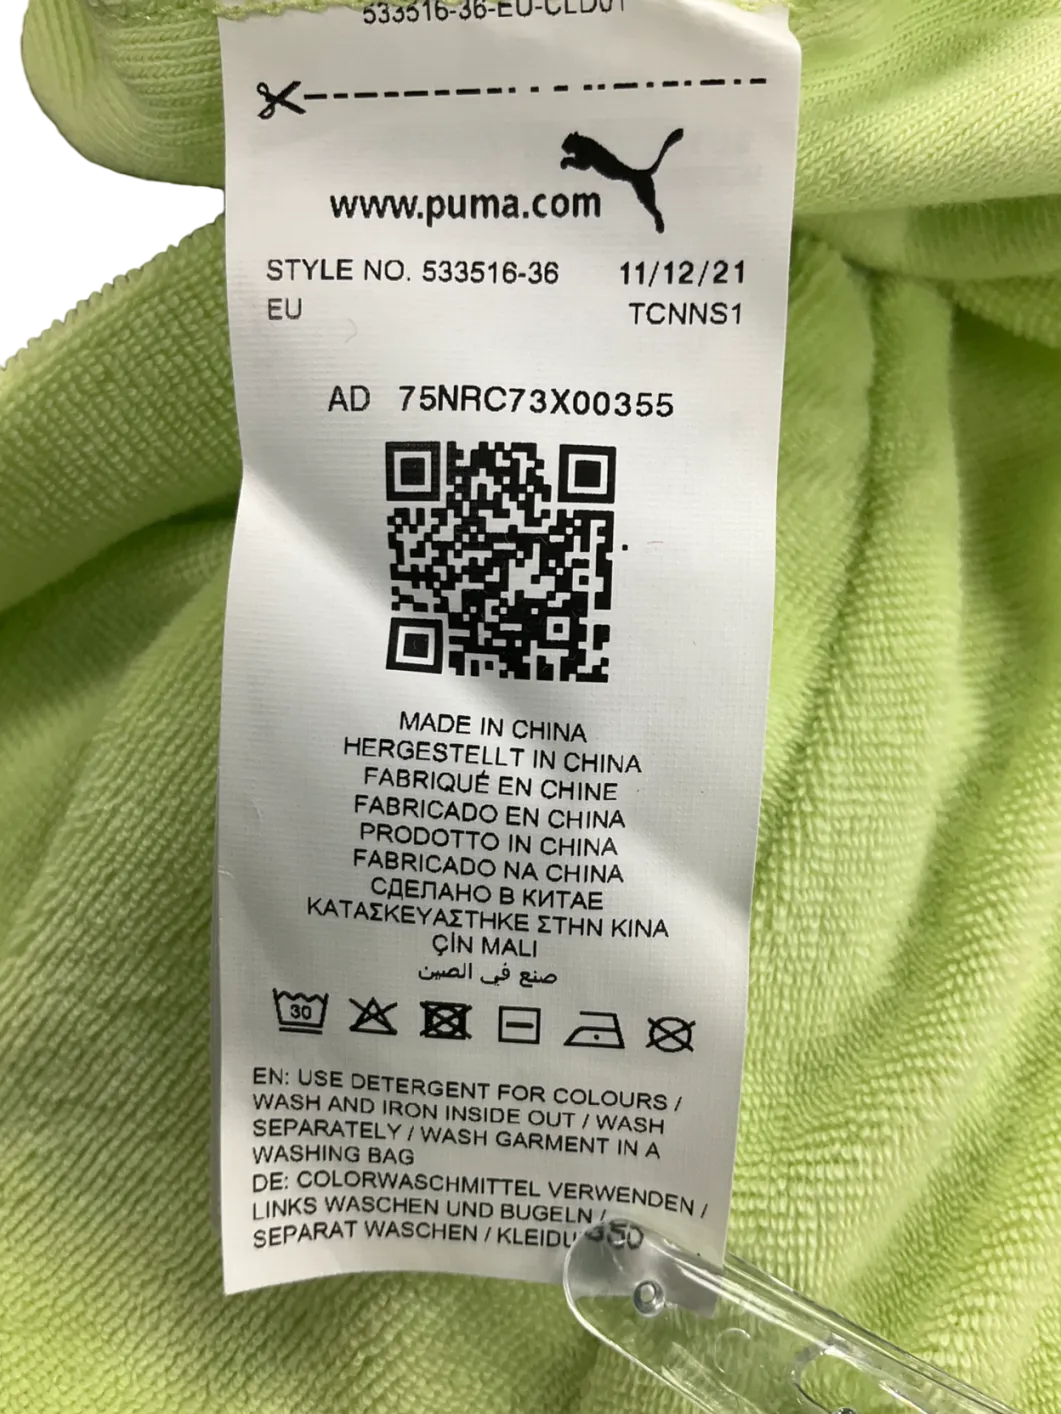 533516-36-EU-CLD01
www.puma.com
STYLE NO. 533516-36 11/12/21
EU TCNNS1
AD 75NRC73X00355
MADE IN CHINA
HERGESTELLT IN CHINA
FABRIQUÉ EN CHINE
FABRICADO EN CHINA
PRODOTTO IN CHINA
FABRICADO NA CHINA
СДЕЛАНО В КИТАЕ
ΚΑΤΑΣΚΕΥΑΣΤΗΚΕ ΣΤΗΝ ΚΙΝΑ
ÇİN MALI
صنع في الصين
30
EN: USE DETERGENT FOR COLOURS /
WASH AND IRON INSIDE OUT / WASH
SEPARATELY / WASH GARMENT IN A
WASHING BAG
DE: COLORWASCHMITTEL VERWENDEN /
LINKS WASCHEN UND BUGELN /
SEPARAT WASCHEN /